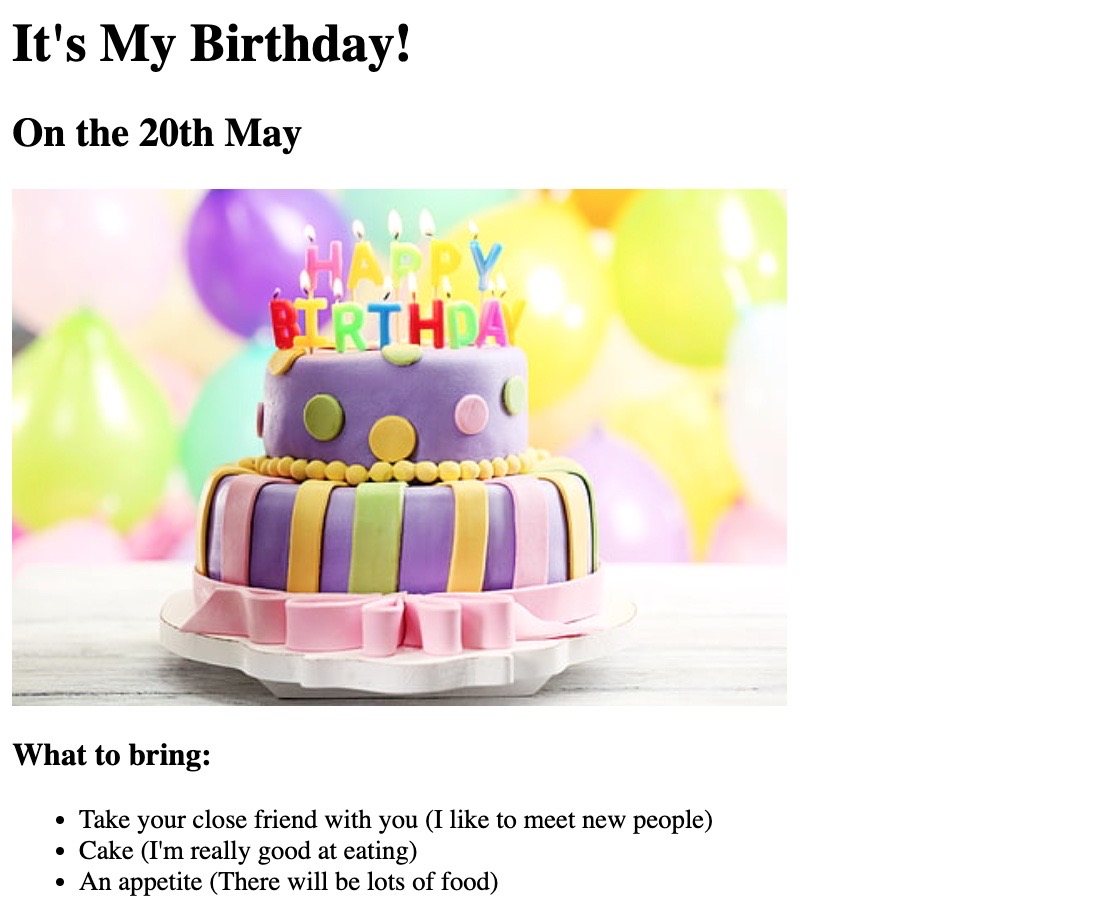 It's My Birthday!
On the 20th May
HAPPY
BIRTHDAY
What to bring:
Take your close friend with you (I like to meet new people)
Cake (I'm really good at eating)
An appetite (There will be lots of food)